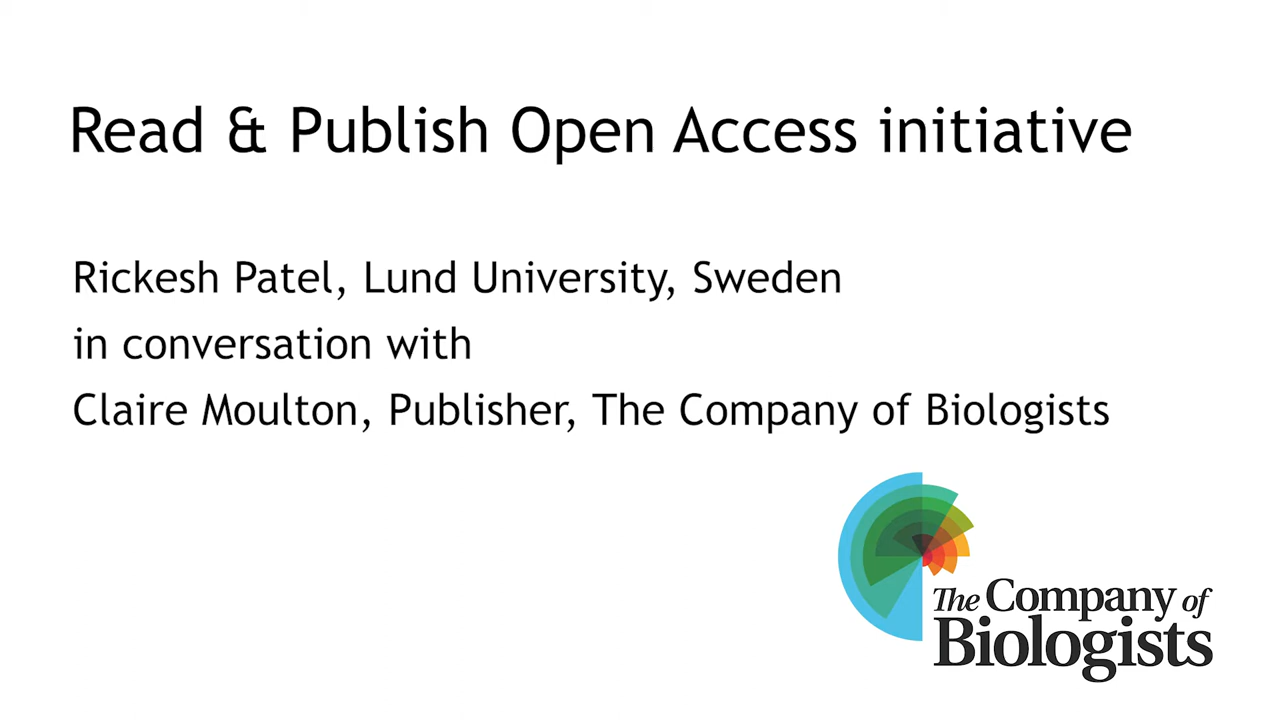 Read & Publish Open Access initiative
Rickesh Patel, Lund University, Sweden
in conversation with
Claire Moulton, Publisher, The Company of Biologists
The Company of
Biologists